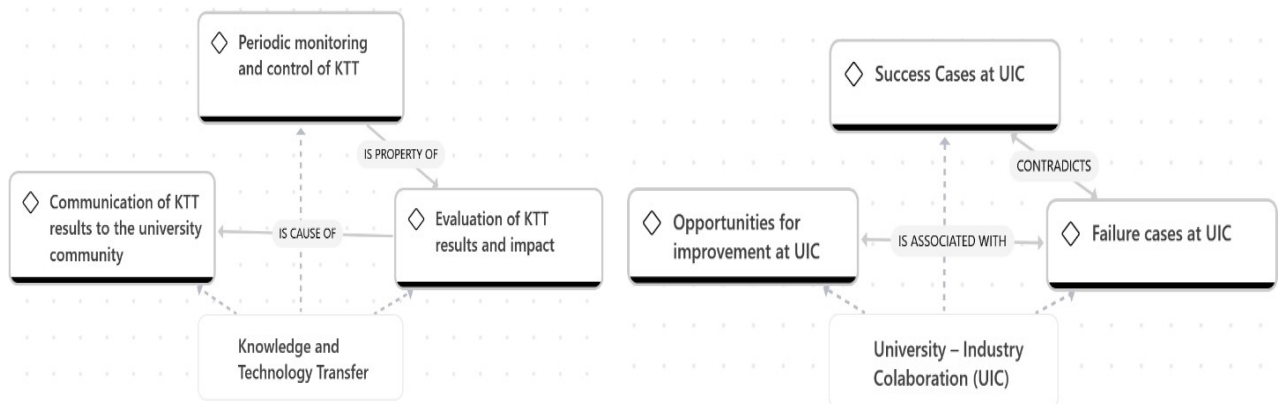 Periodic monitoring
and control of KTT
IS PROPERTY OF
Communication of KTT
results to the university
community
IS CAUSE OF
Evaluation of KTT
results and impact
Knowledge and
Technology Transfer
Success Cases at UIC
CONTRADICTS
Opportunities for
improvement at UIC
IS ASSOCIATED WITH
Failure cases at UIC
University – Industry
Colaboration (UIC)